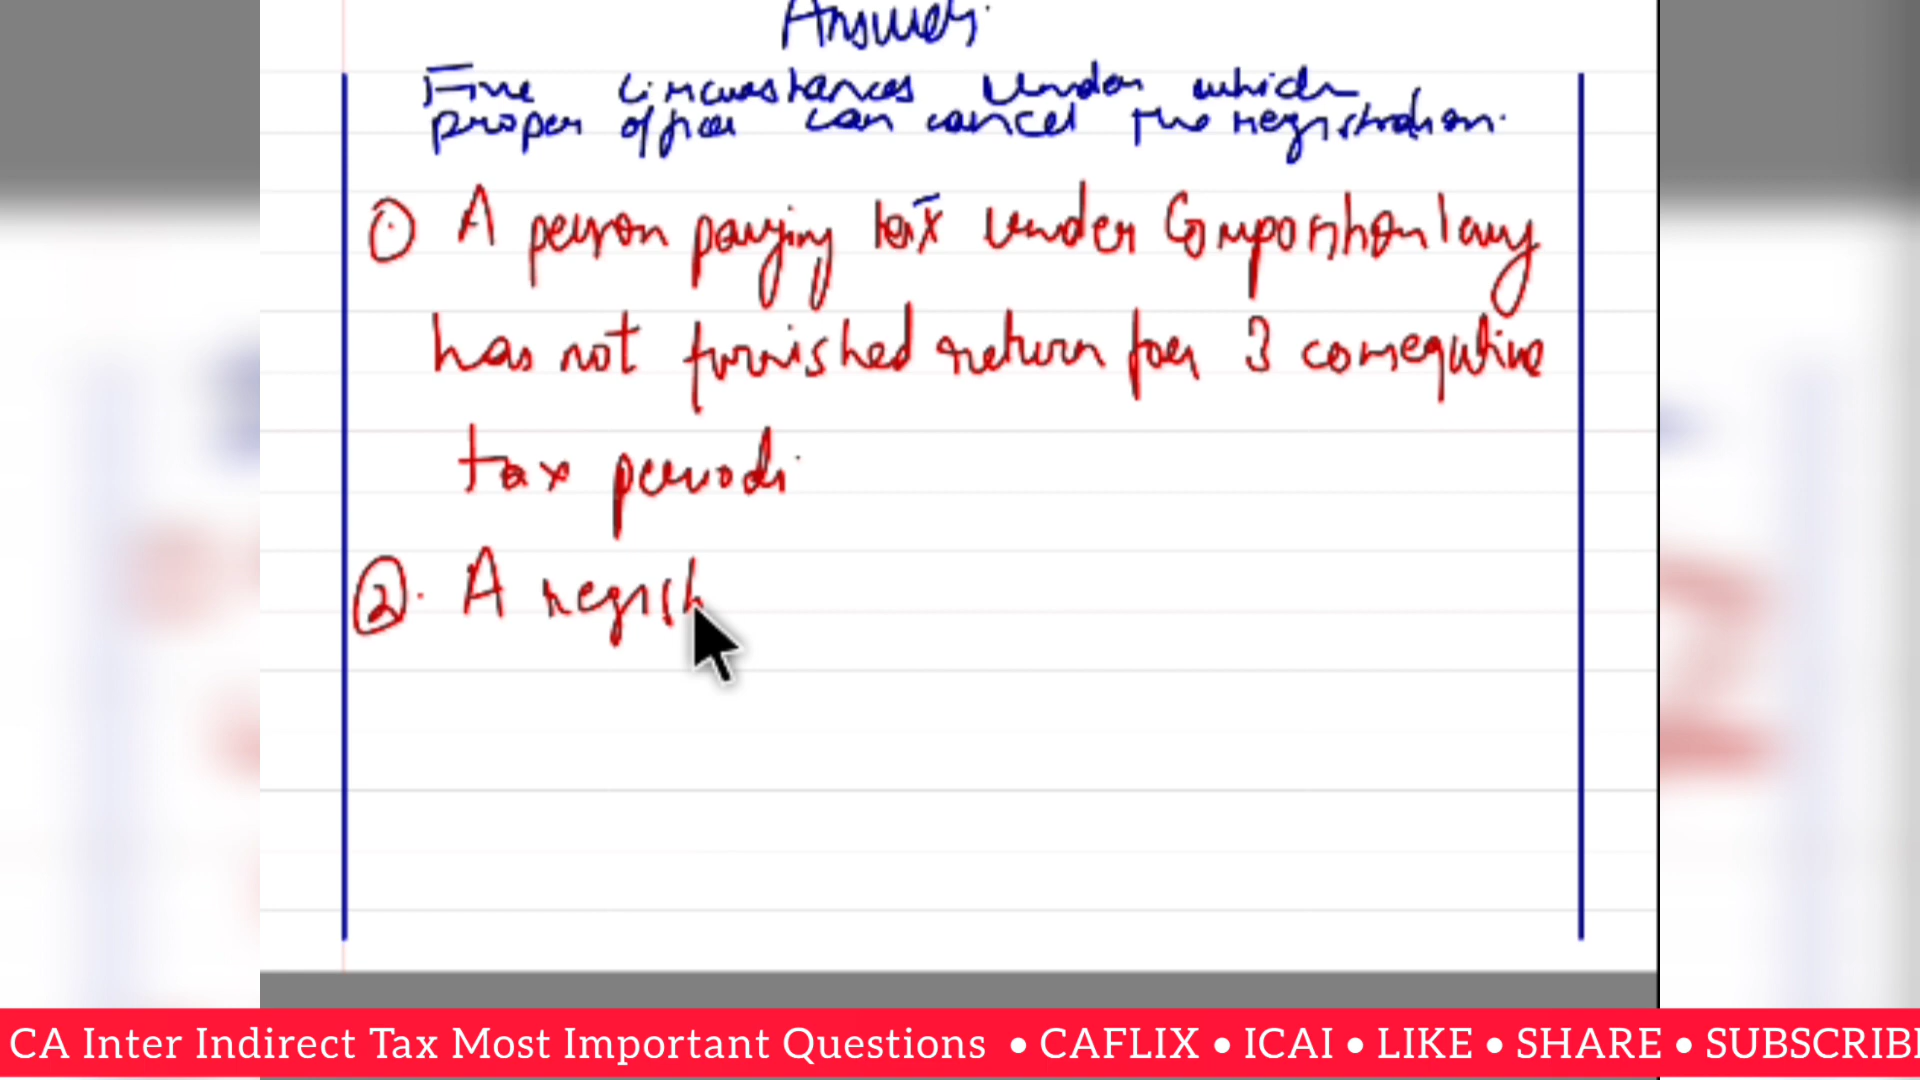 Answer:
Five circumstances under which
proper officer can cancel the registration.
① A person paying tax under Composition levy
has not furnished return for 3 consequtive
tax periods
②. A regist
CA Inter Indirect Tax Most Important Questions • CAFLIX • ICAI • LIKE • SHARE • SUBSCRIB